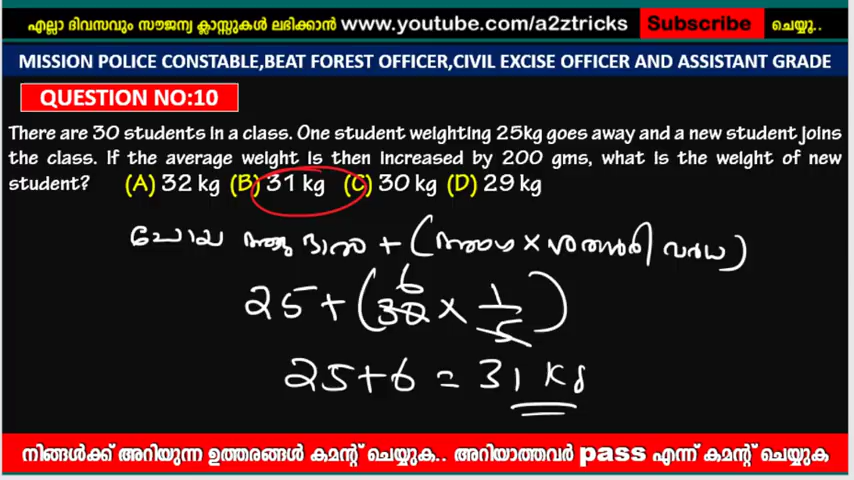 എല്ലാ ദിവസവും സൗജന്യ ക്ലാസ്സുകൾ ലഭിക്കാൻ www.youtube.com/a2ztricks Subscribe ചെയ്യൂ..
MISSION POLICE CONSTABLE,BEAT FOREST OFFICER,CIVIL EXCISE OFFICER AND ASSISTANT GRADE
QUESTION NO:10
There are 30 students in a class. One student weighting 25kg goes away and a new student joins
the class. If the average weight is then increased by 200 gms, what is the weight of new
student? (A) 32 kg (B) 31 kg (C) 30 kg (D) 29 kg
പോയ + ( × ശരാശരി വർധ )
25 + (30 6 × 1/5)
25+6 = 31 Kg
നിങ്ങൾക്ക് അറിയുന്ന ഉത്തരങ്ങൾ കമന്റ് ചെയ്യുക.. അറിയാത്തവർ pass എന്ന് കമന്റ് ചെയ്യുക